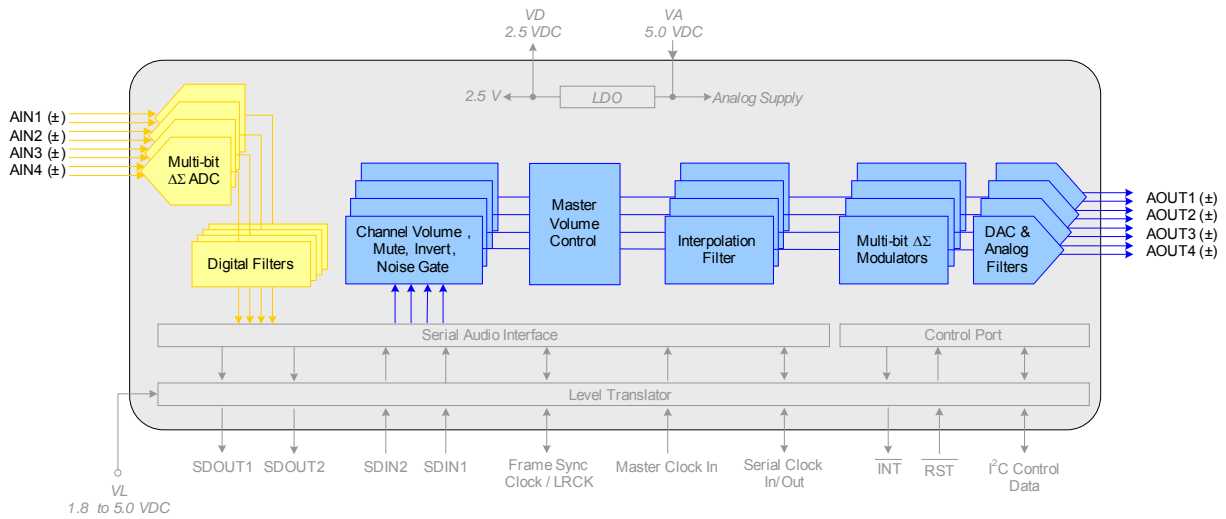 VD
2.5 VDC
VA
5.0 VDC
2.5 V
LDO
Analog Supply
AIN1 (±)
AIN2 (±)
AIN3 (±)
AIN4 (±)
Multi-bit
ΔΣ ADC
Digital Filters
Channel Volume ,
Mute, Invert,
Noise Gate
Master
Volume
Control
Interpolation
Filter
Multi-bit ΔΣ
Modulators
DAC &
Analog
Filters
AOUT1 (±)
AOUT2 (±)
AOUT3 (±)
AOUT4 (±)
Serial Audio Interface
Control Port
Level Translator
VL
1.8 to 5.0 VDC
SDOUT1
SDOUT2
SDIN2
SDIN1
Frame Sync
Clock / LRCK
Master Clock In
Serial Clock
In/Out
INT
RST
I²C Control
Data